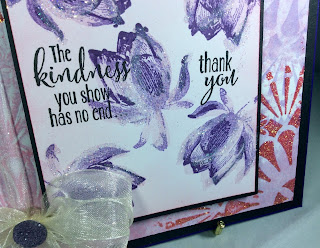 The
kindness
you show
has no end.
thank
you